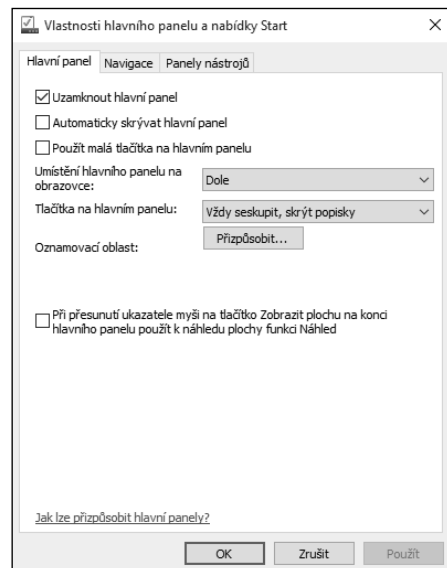 Vlastnosti hlavního panelu a nabídky Start
Hlavní panel Navigace Panely nástrojů
Uzamknout hlavní panel
Automaticky skrývat hlavní panel
Použít malá tlačítka na hlavním panelu
Umístění hlavního panelu na
obrazovce:
Dole
Tlačítka na hlavním panelu:
Vždy seskupit, skrýt popisky
Oznamovací oblast:
Přizpůsobit...
Při přesunutí ukazatele myši na tlačítko Zobrazit plochu na konci
hlavního panelu použít k náhledu plochy funkci Náhled
Jak lze přizpůsobit hlavní panely?
OK Zrušit Použít